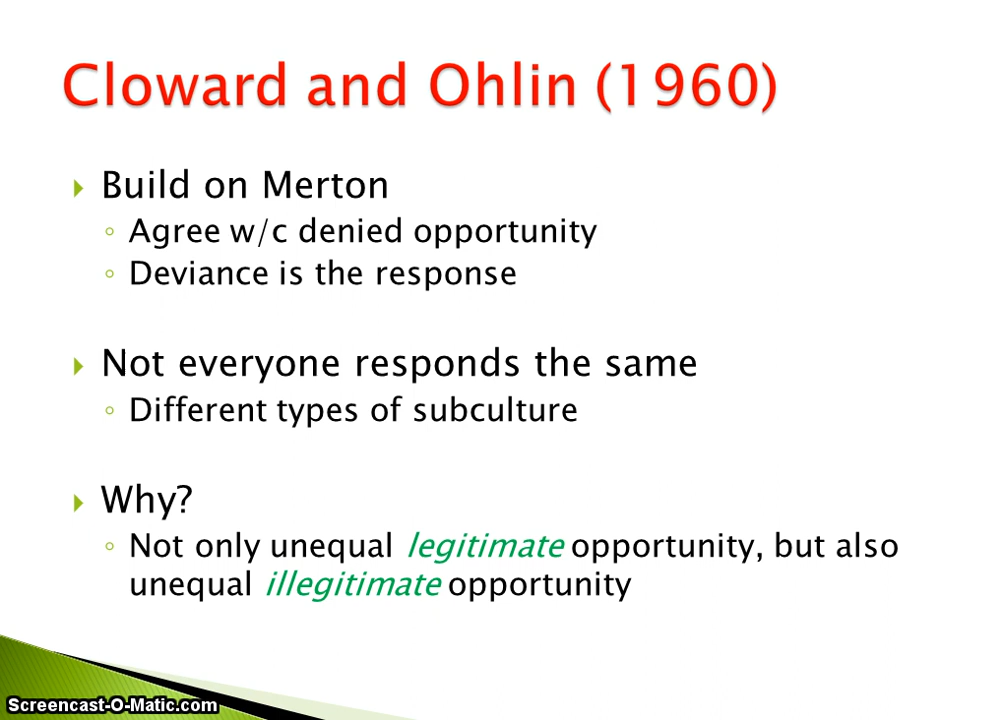 Cloward and Ohlin (1960)
Build on Merton
Agree w/c denied opportunity
Deviance is the response
Not everyone responds the same
Different types of subculture
Why?
Not only unequal legitimate opportunity, but also
unequal illegitimate opportunity
Screencast-O-Matic.com